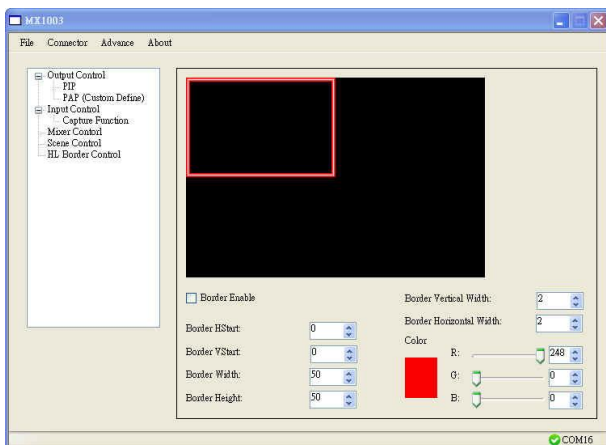 MX1003
File Connector Advance About
Output Control
PIP
PAP (Custom Define)
Input Control
Capture Function
Mixer Contorl
Scene Control
HL Border Control
Border Enable
Border HStart: 0
Border VStart: 0
Border Width: 50
Border Height: 50
Border Vertical Width: 2
Border Horizontal Width: 2
Color
R: 248
G: 0
B: 0
COM16